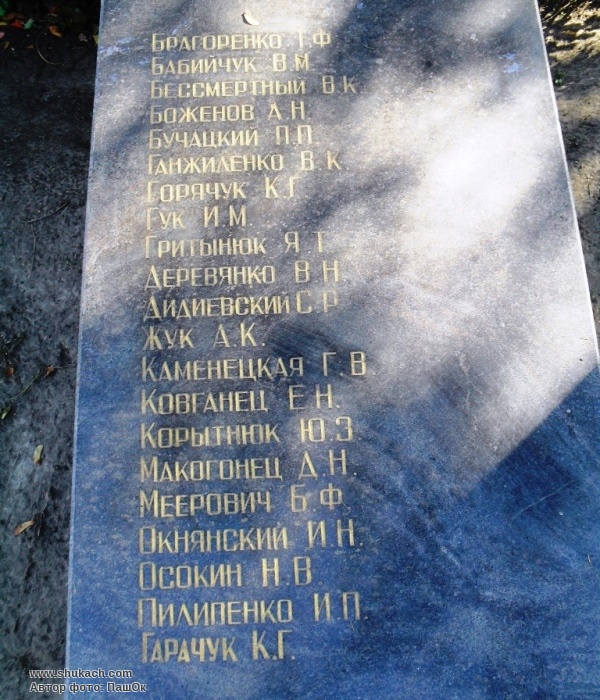 Брагоренко Г.Ф
Бабийчук В.М.
Бессмертный В.К.
Боженов А.Н.
Бучацкий П.П.
Ганжиленко В.К.
Горячук К.Г.
Гук И.М.
Гритынюк Я.Т.
Деревянко В.Н.
Дидиевский С.Р.
Жук А.К.
Каменецкая Г.В.
Ковганец Е.Н.
Корытнюк Ю.З.
Макогонец Д.Н.
Меерович Б.Ф.
Окнянский И.Н.
Осокин Н.В
Пилипенко И.П.
Гарачук К.Г.
www.shukach.com
Автор фото: ПашОк